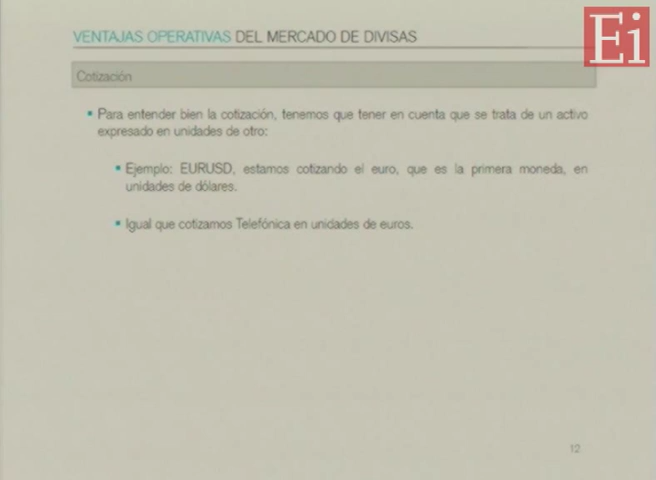 Ei
VENTAJAS OPERATIVAS DEL MERCADO DE DIVISAS
Cotización
Para entender bien la cotización, tenemos que tener en cuenta que se trata de un activo
expresado en unidades de otro:
Ejemplo: EURUSD, estamos cotizando el euro, que es la primera moneda, en
unidades de dólares.
Igual que cotizamos Telefónica en unidades de euros.
12